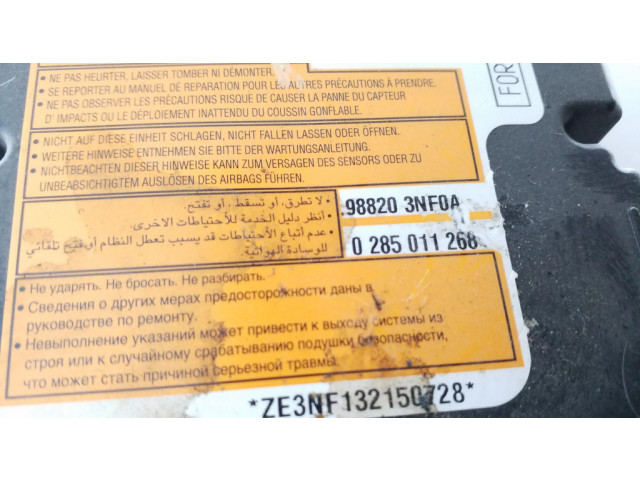 • NE PAS HEURTER, LAISSER TOMBER NI DÉMONTER.
• SE REPORTER AU MANUEL DE REPARATION POUR LES AUTRES PRÉCAUTIONS À PRENDRE.
• NE PAS OBSERVER LES PRÉCAUTIONS RISQUE DE CAUSER LA PANNE DU CAPTEUR
D' IMPACTS OU LE DÉPLOIEMENT INATTENDU DU COUSSIN GONFLABLE.
FOR
• NICHT AUF DIESE EINHEIT SCHLAGEN, NICHT FALLEN LASSEN ODER ÖFFNEN.
• WEITERE HINWEISE ENTNEHMEN SIE BITTE DER WARTUNGSANLEITUNG.
• NICHTBEACHTEN DIESER HINWEISE KANN ZUM VERSAGEN DES SENSORS ODER ZU
UNBEABSICHTIGTEM AUSLÖSEN DES AIRBAGS FÜHREN.
• لا تطرق، أو تسقط، أو تفتح.
• أنظر دليل الخدمة للأحتياطات الاخرى.
• عدم أتباع الأحتياطات قد يسبب تعطل النظام أو فتح تلقائي
للوسادة الهوائية.
98820 3NF0A
0 285 011 268
• Не ударять. Не бросать. Не разбирать.
• Сведения о других мерах предосторожности даны в
руководстве по ремонту.
• Невыполнение указаний может привести к выходу системы из
строя или к случайному срабатыванию подушки безопасности,
что может стать причиной серьезной травмы.
*ZE3NF132150728*